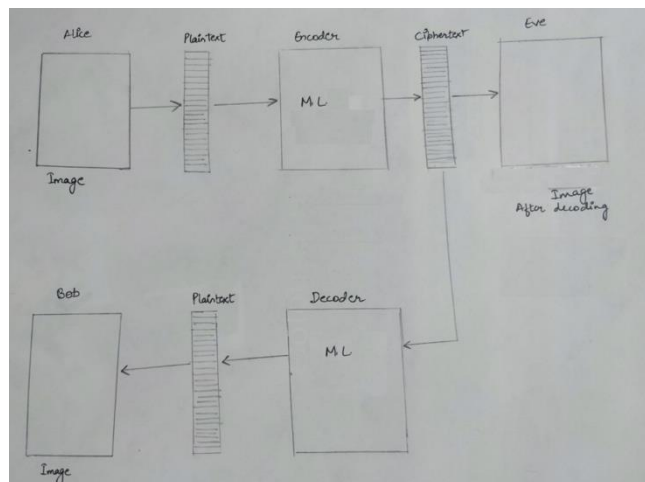 Alice
Plaintext
Encoder
Ciphertext
Eve
ML
Image
Image
After decoding
Bob
Plaintext
Decoder
ML
Image